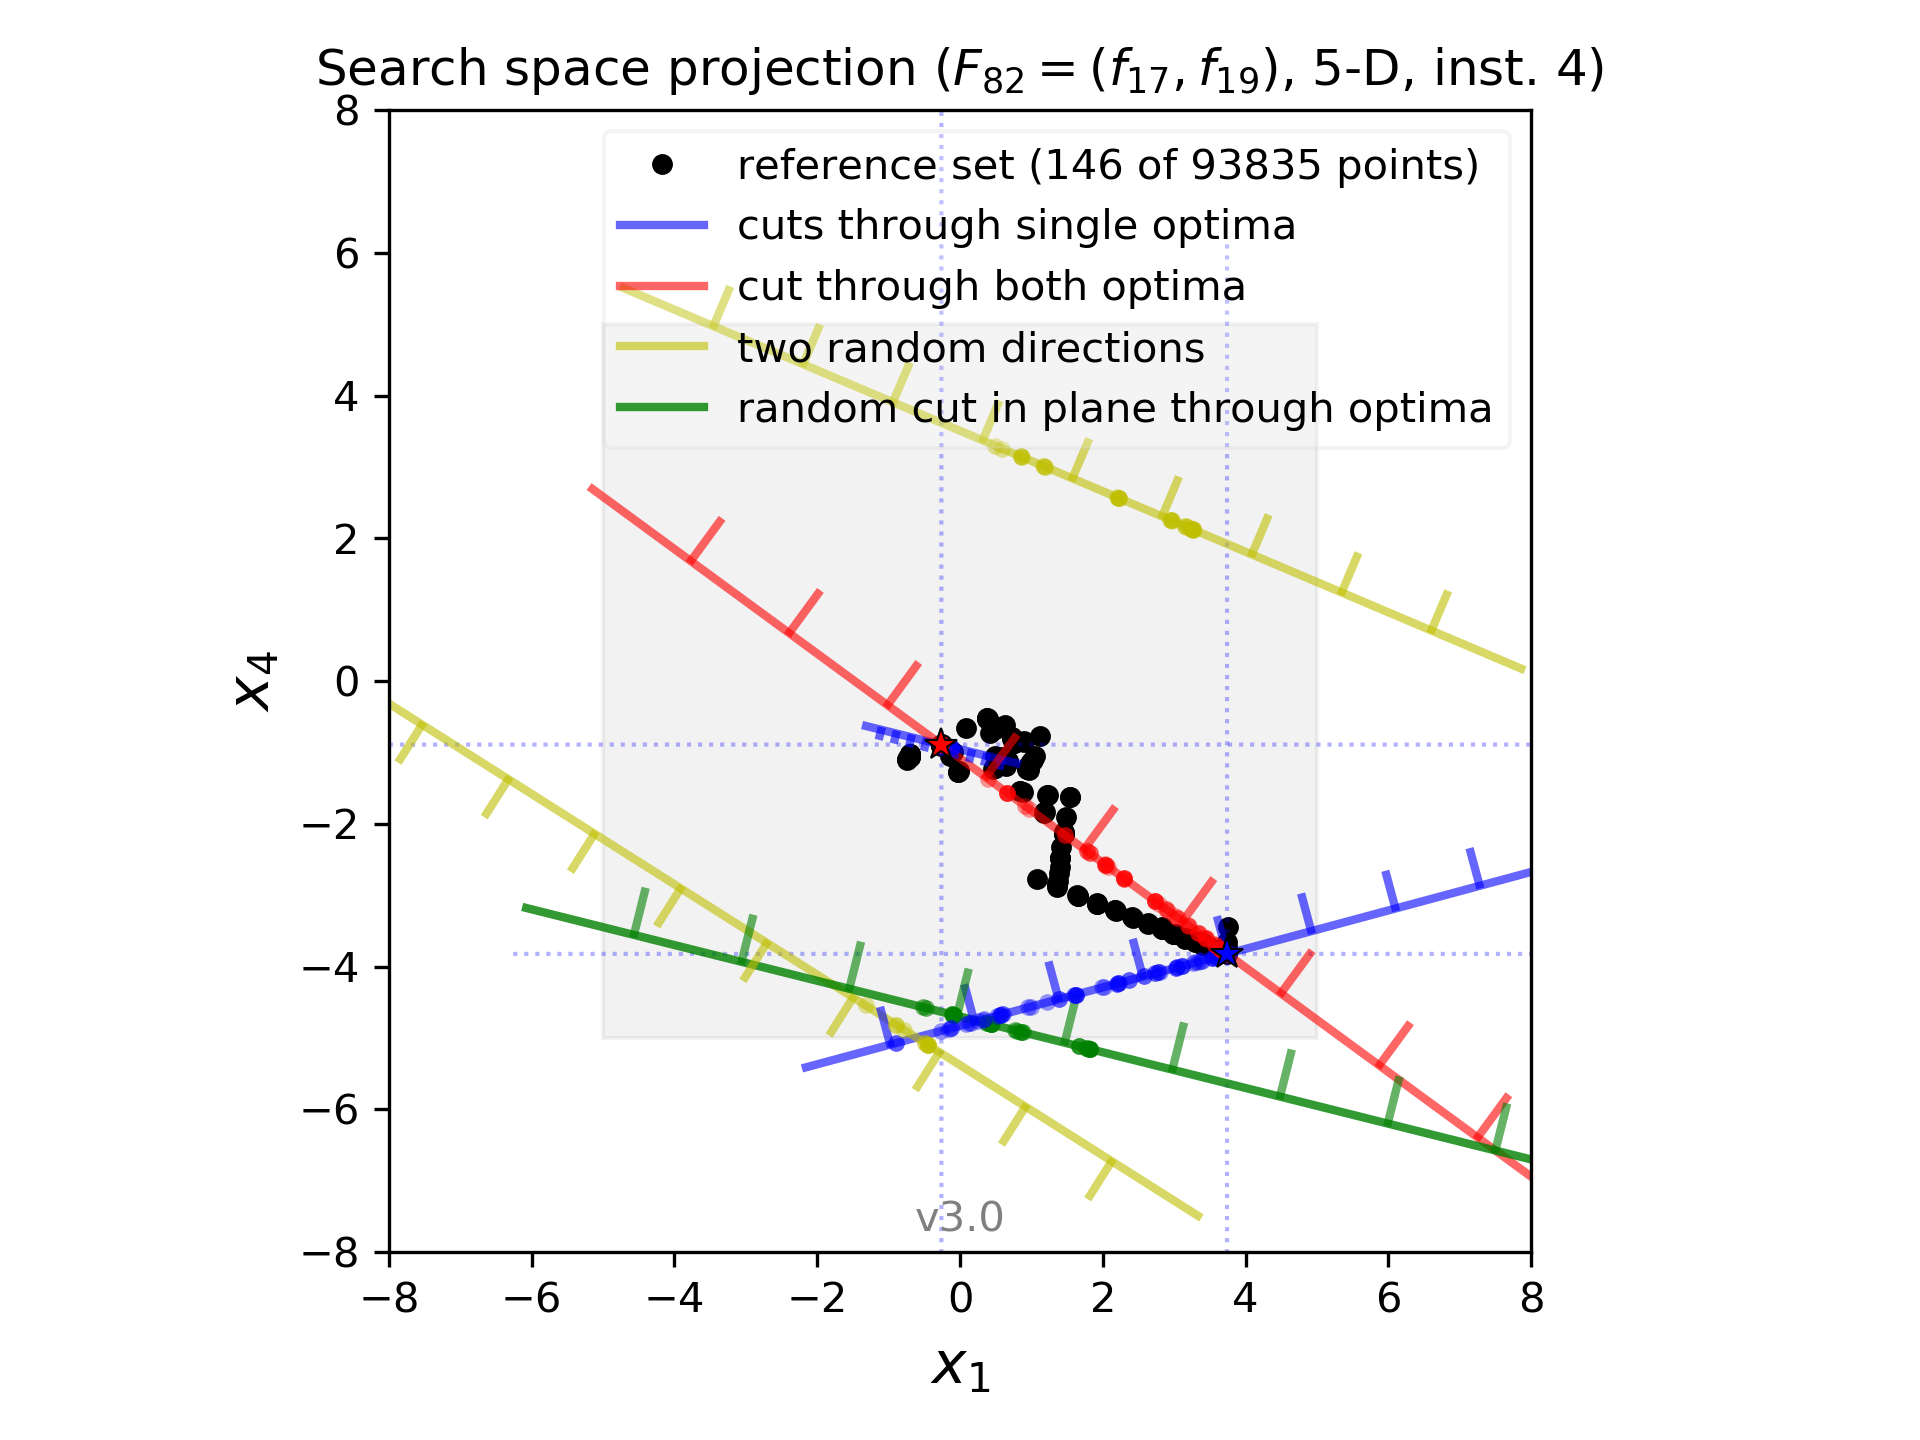 Search space projection (F82 = (f17, f19), 5-D, inst. 4)
reference set (146 of 93835 points)
cuts through single optima
cut through both optima
two random directions
random cut in plane through optima
8
6
4
2
0
−2
−4
−6
−8
x4
v3.0
−8 −6 −4 −2 0 2 4 6 8
x1